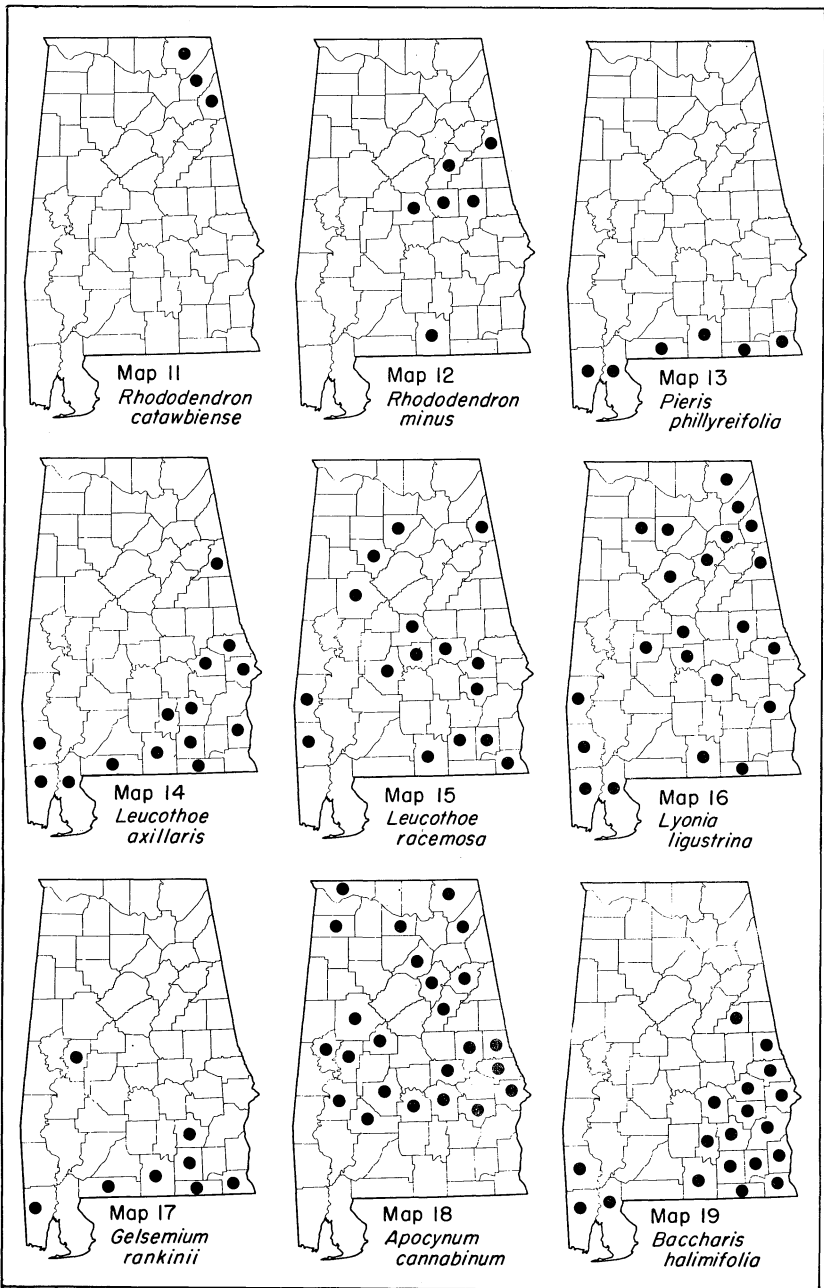 Map 11
Rhododendron
catawbiense
Map 12
Rhododendron
minus
Map 13
Pieris
phillyreifolia
Map 14
Leucothoe
axillaris
Map 15
Leucothoe
racemosa
Map 16
Lyonia
ligustrina
Map 17
Gelsemium
rankinii
Map 18
Apocynum
cannabinum
Map 19
Baccharis
halimifolia